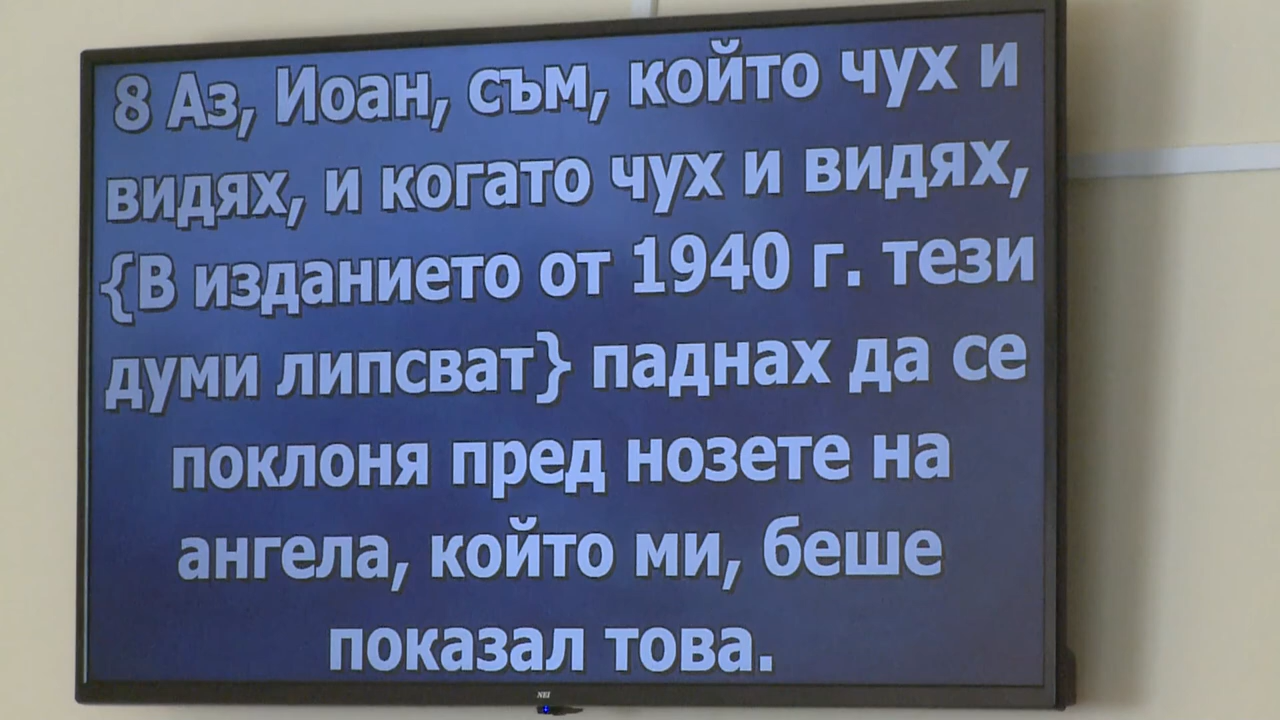 8 Аз, Иоан, съм, който чух и
видях, и когато чух и видях,
{В изданието от 1940 г. тези
думи липсват} паднах да се
поклоня пред нозете на
ангела, който ми, беше
показал това.
NEI